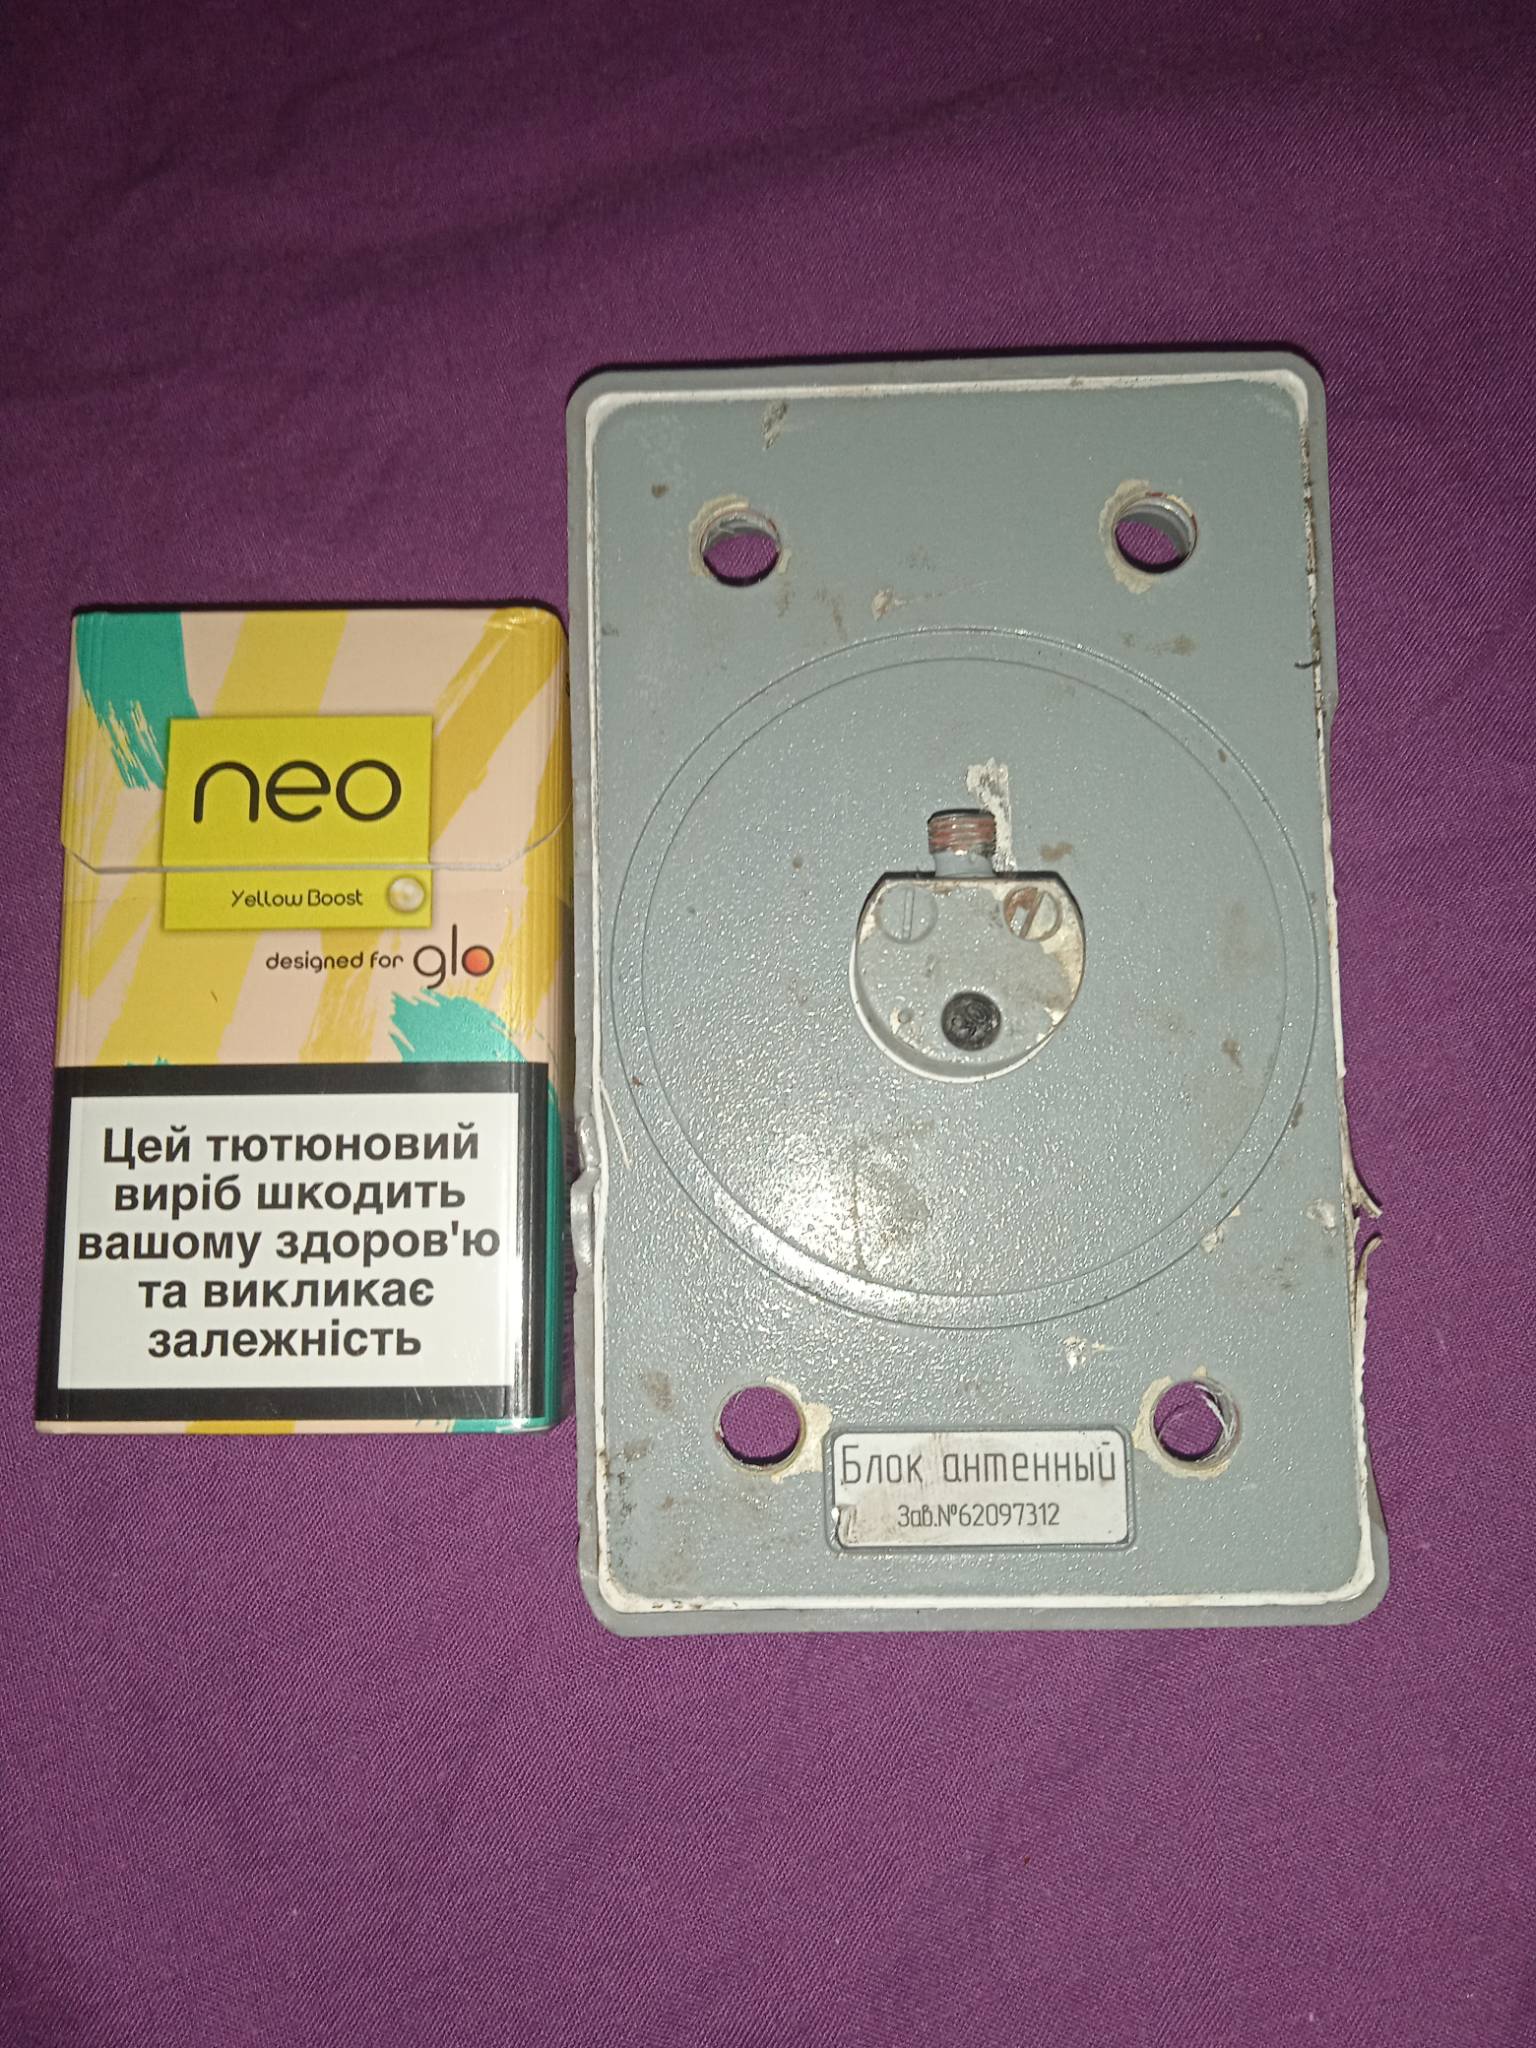 neo
Yellow Boost
designed for glo
Цей тютюновий
виріб шкодить
вашому здоров'ю
та викликає
залежність
Блок антенный
Зав.№62097312